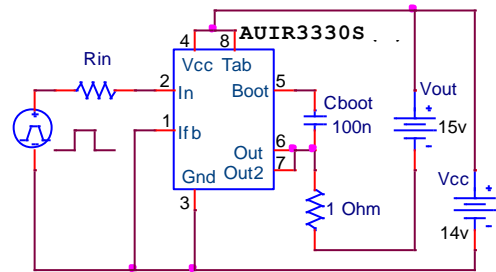 AUIR3330S . .
4 8
Rin Vcc Tab
2 In Boot 5 Vout
Cboot
1 Ifb 100n 15v
Out 6
Out2 7
Gnd Vcc
3 1 Ohm
14v